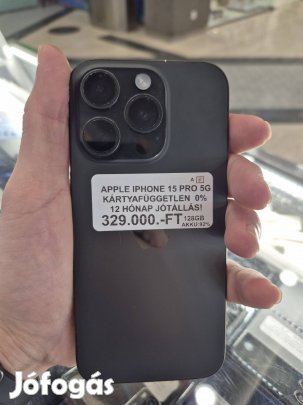 A E
APPLE IPHONE 15 PRO 5G
KÁRTYAFÜGGETLEN 0%
12 HÓNAP JÓTÁLLÁS!
329.000.-FT 128GB
AKKU:92%
Jófogás